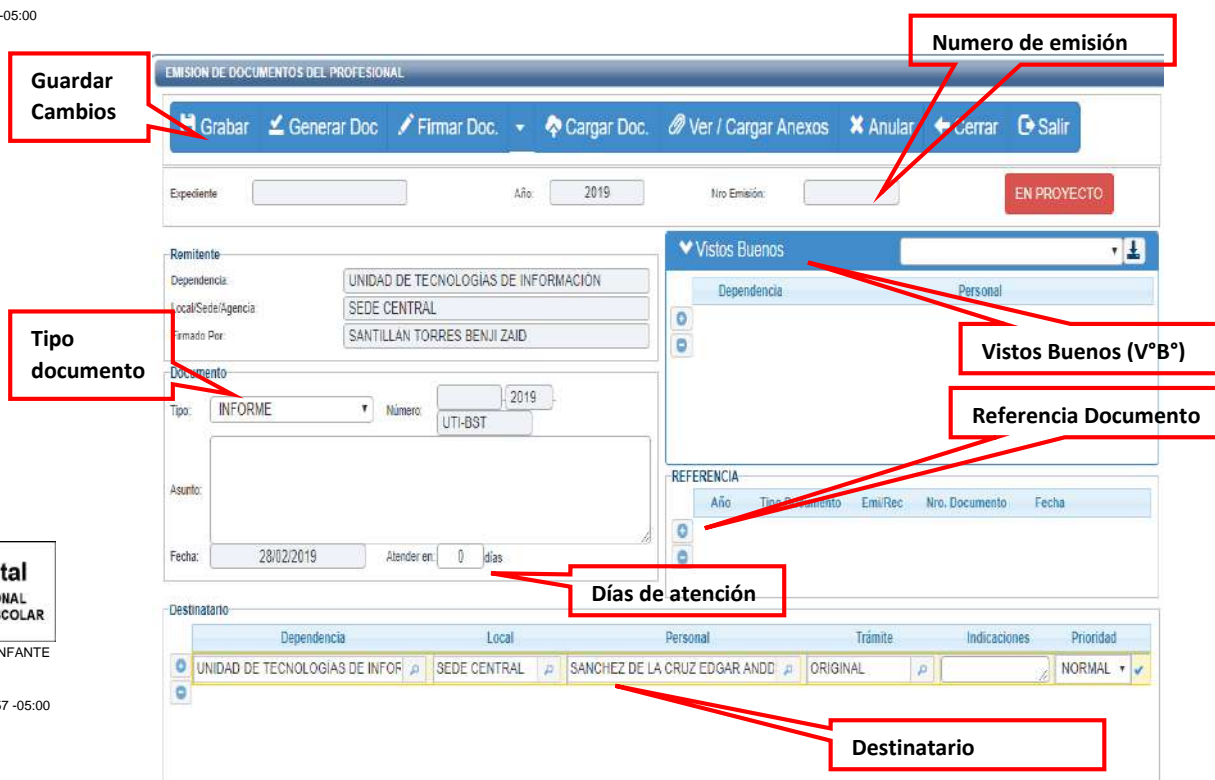 -05:00
Numero de emisión
Guardar
Cambios
EMISION DE DOCUMENTOS DEL PROFESIONAL
Grabar Generar Doc Firmar Doc. Cargar Doc. Ver / Cargar Anexos Anular Cerrar Salir
Expediente Año: 2019 Nro Emisión: EN PROYECTO
Remitente
Dependencia: UNIDAD DE TECNOLOGÍAS DE INFORMACIÓN
Local/Sede/Agencia: SEDE CENTRAL
Firmado Por: SANTILLÁN TORRES BENJI ZAID
Vistos Buenos
Dependencia Personal
Vistos Buenos (V°B°)
Tipo
documento
Documento
Tipo: INFORME Número: - 2019 -
UTI-BST
Asunto:
Fecha: 28/02/2019 Atender en: 0 días
Referencia Documento
REFERENCIA
Año Tipo Documento Emi/Rec Nro. Documento Fecha
Días de atención
Destinatario
Dependencia Local Personal Trámite Indicaciones Prioridad
UNIDAD DE TECNOLOGIAS DE INFOR SEDE CENTRAL SANCHEZ DE LA CRUZ EDGAR ANDD ORIGINAL NORMAL
Destinatario
tal
NAL
COLAR
NFANTE
57 -05:00